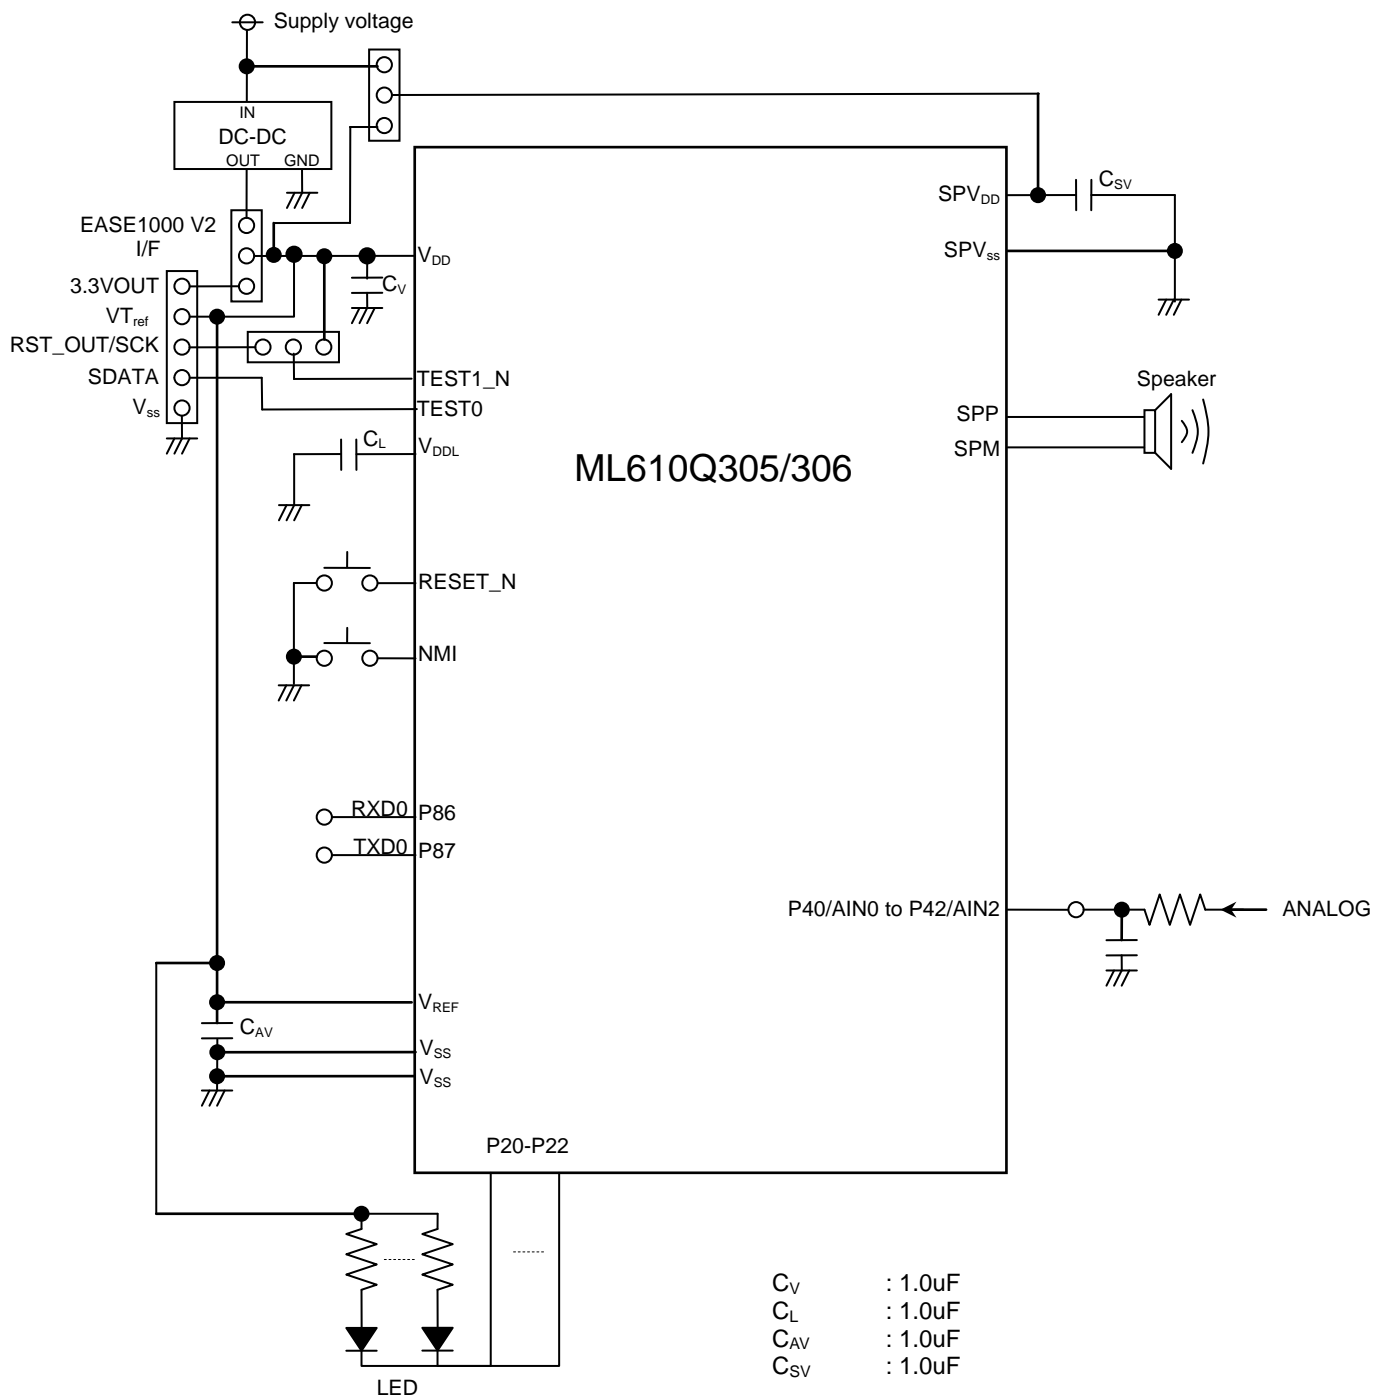 Supply voltage
IN
DC-DC
OUT GND
EASE1000 V2
I/F
3.3VOUT
VTref
RST_OUT/SCK
SDATA
Vss
VDD
CV
TEST1_N
TEST0
CL
VDDL
RESET_N
NMI
RXD0 P86
TXD0 P87
VREF
CAV
VSS
VSS
P20-P22
LED
ML610Q305/306
SPVDD
CSV
SPVss
Speaker
SPP
SPM
P40/AIN0 to P42/AIN2
ANALOG
CV : 1.0uF
CL : 1.0uF
CAV : 1.0uF
CSV : 1.0uF